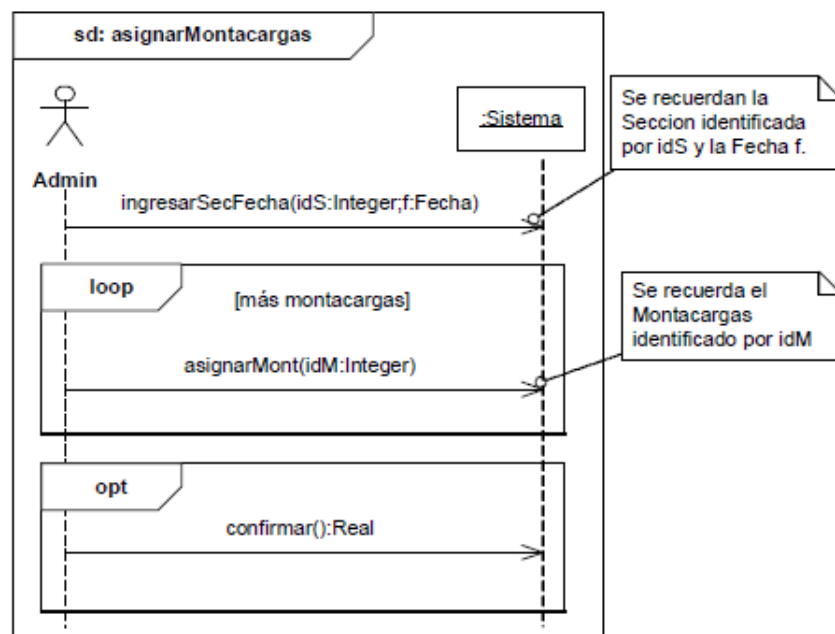 sd: asignarMontacargas
Se recuerdan la
Seccion identificada
por idS y la Fecha f.
:Sistema
Admin
ingresarSecFecha(idS:Integer;f:Fecha)
loop
[más montacargas]
Se recuerda el
Montacargas
identificado por idM
asignarMont(idM:Integer)
opt
confirmar():Real